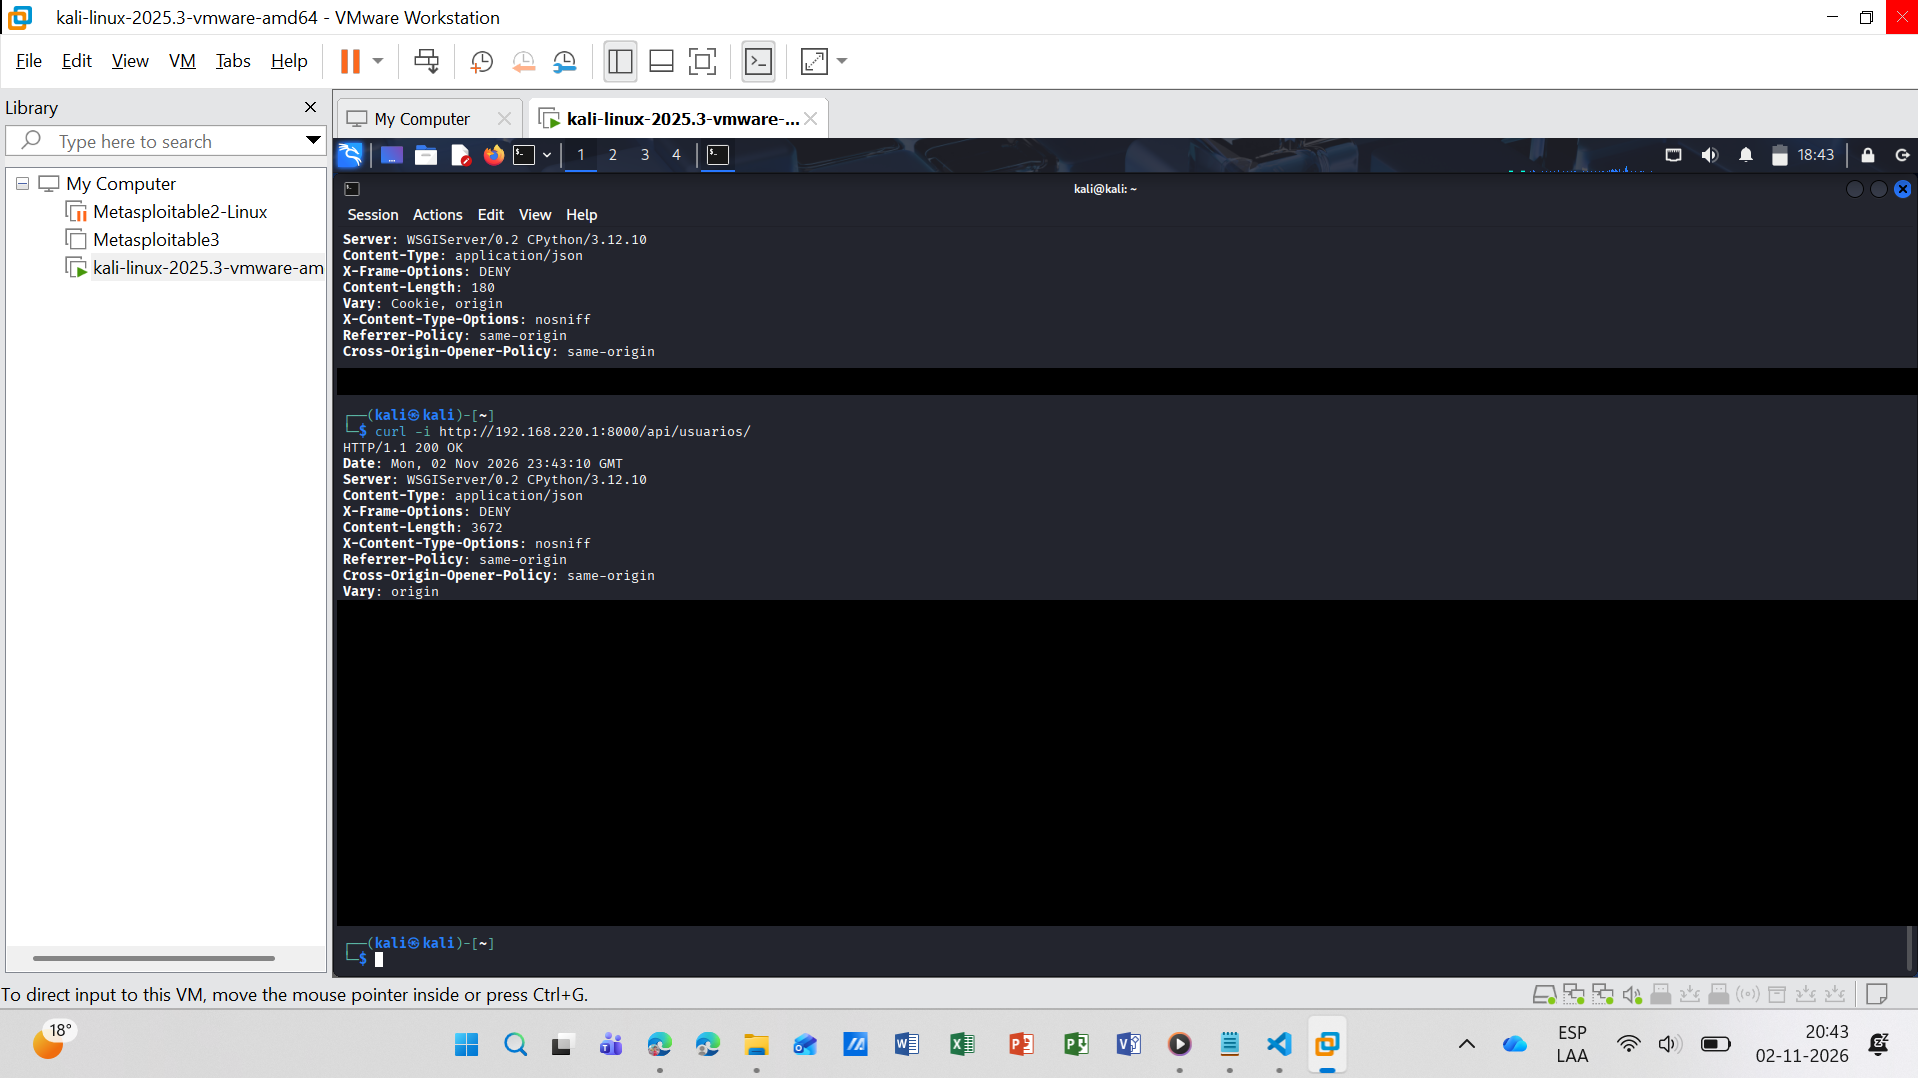 kali-linux-2025.3-vmware-amd64 - VMware Workstation
File Edit View VM Tabs Help
Library
Type here to search
My Computer
Metasploitable2-Linux
Metasploitable3
kali-linux-2025.3-vmware-am
My Computer
kali-linux-2025.3-vmware-...
1 2 3 4
18:43
kali@kali: ~
Session Actions Edit View Help
Server: WSGIServer/0.2 CPython/3.12.10
Content-Type: application/json
X-Frame-Options: DENY
Content-Length: 180
Vary: Cookie, origin
X-Content-Type-Options: nosniff
Referrer-Policy: same-origin
Cross-Origin-Opener-Policy: same-origin
┌──(kali㉿kali)-[~]
└─$ curl -i http://192.168.220.1:8000/api/usuarios/
HTTP/1.1 200 OK
Date: Mon, 02 Nov 2026 23:43:10 GMT
Server: WSGIServer/0.2 CPython/3.12.10
Content-Type: application/json
X-Frame-Options: DENY
Content-Length: 3672
X-Content-Type-Options: nosniff
Referrer-Policy: same-origin
Cross-Origin-Opener-Policy: same-origin
Vary: origin
┌──(kali㉿kali)-[~]
└─$
To direct input to this VM, move the mouse pointer inside or press Ctrl+G.
18°
ESP
LAA
20:43
02-11-2026